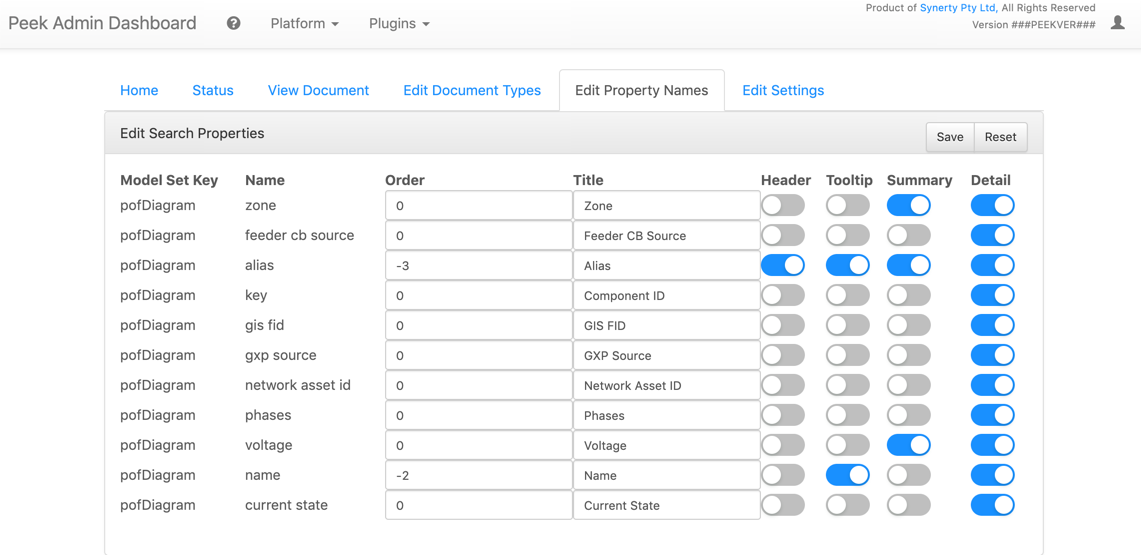 Peek Admin Dashboard ? Platform Plugins
Product of Synerty Pty Ltd, All Rights Reserved
Version ###PEEKVER###
Home Status View Document Edit Document Types Edit Property Names Edit Settings
Edit Search Properties Save Reset
Model Set Key Name Order Title Header Tooltip Summary Detail
pofDiagram zone 0 Zone
pofDiagram feeder cb source 0 Feeder CB Source
pofDiagram alias -3 Alias
pofDiagram key 0 Component ID
pofDiagram gis fid 0 GIS FID
pofDiagram gxp source 0 GXP Source
pofDiagram network asset id 0 Network Asset ID
pofDiagram phases 0 Phases
pofDiagram voltage 0 Voltage
pofDiagram name -2 Name
pofDiagram current state 0 Current State